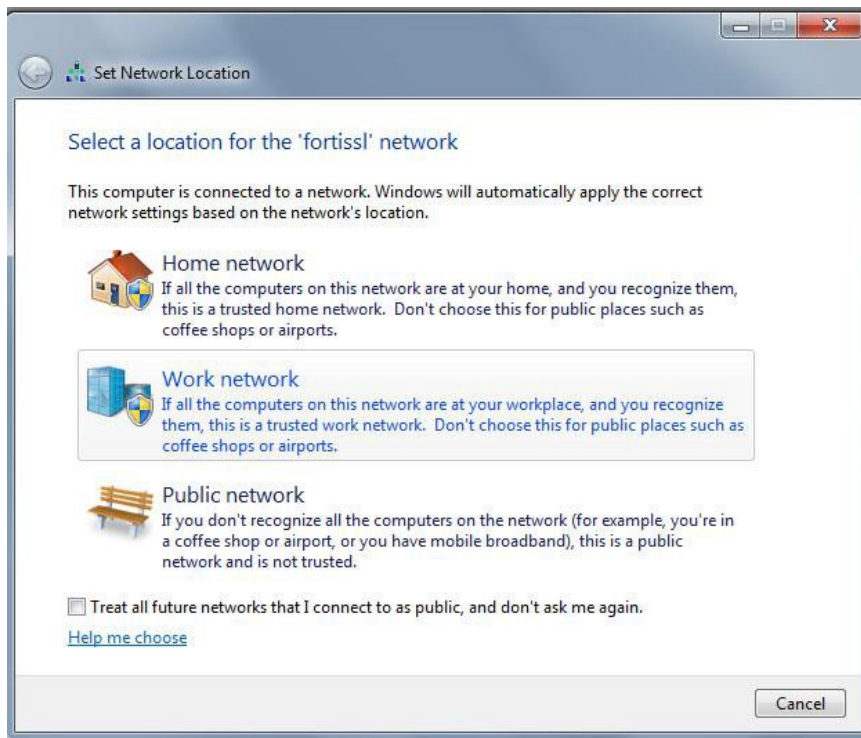 Set Network Location
Select a location for the 'fortissl' network
This computer is connected to a network. Windows will automatically apply the correct
network settings based on the network's location.
Home network
If all the computers on this network are at your home, and you recognize them,
this is a trusted home network.  Don't choose this for public places such as
coffee shops or airports.
Work network
If all the computers on this network are at your workplace, and you recognize
them, this is a trusted work network.  Don't choose this for public places such as
coffee shops or airports.
Public network
If you don't recognize all the computers on the network (for example, you're in
a coffee shop or airport, or you have mobile broadband), this is a public
network and is not trusted.
Treat all future networks that I connect to as public, and don't ask me again.
Help me choose
Cancel